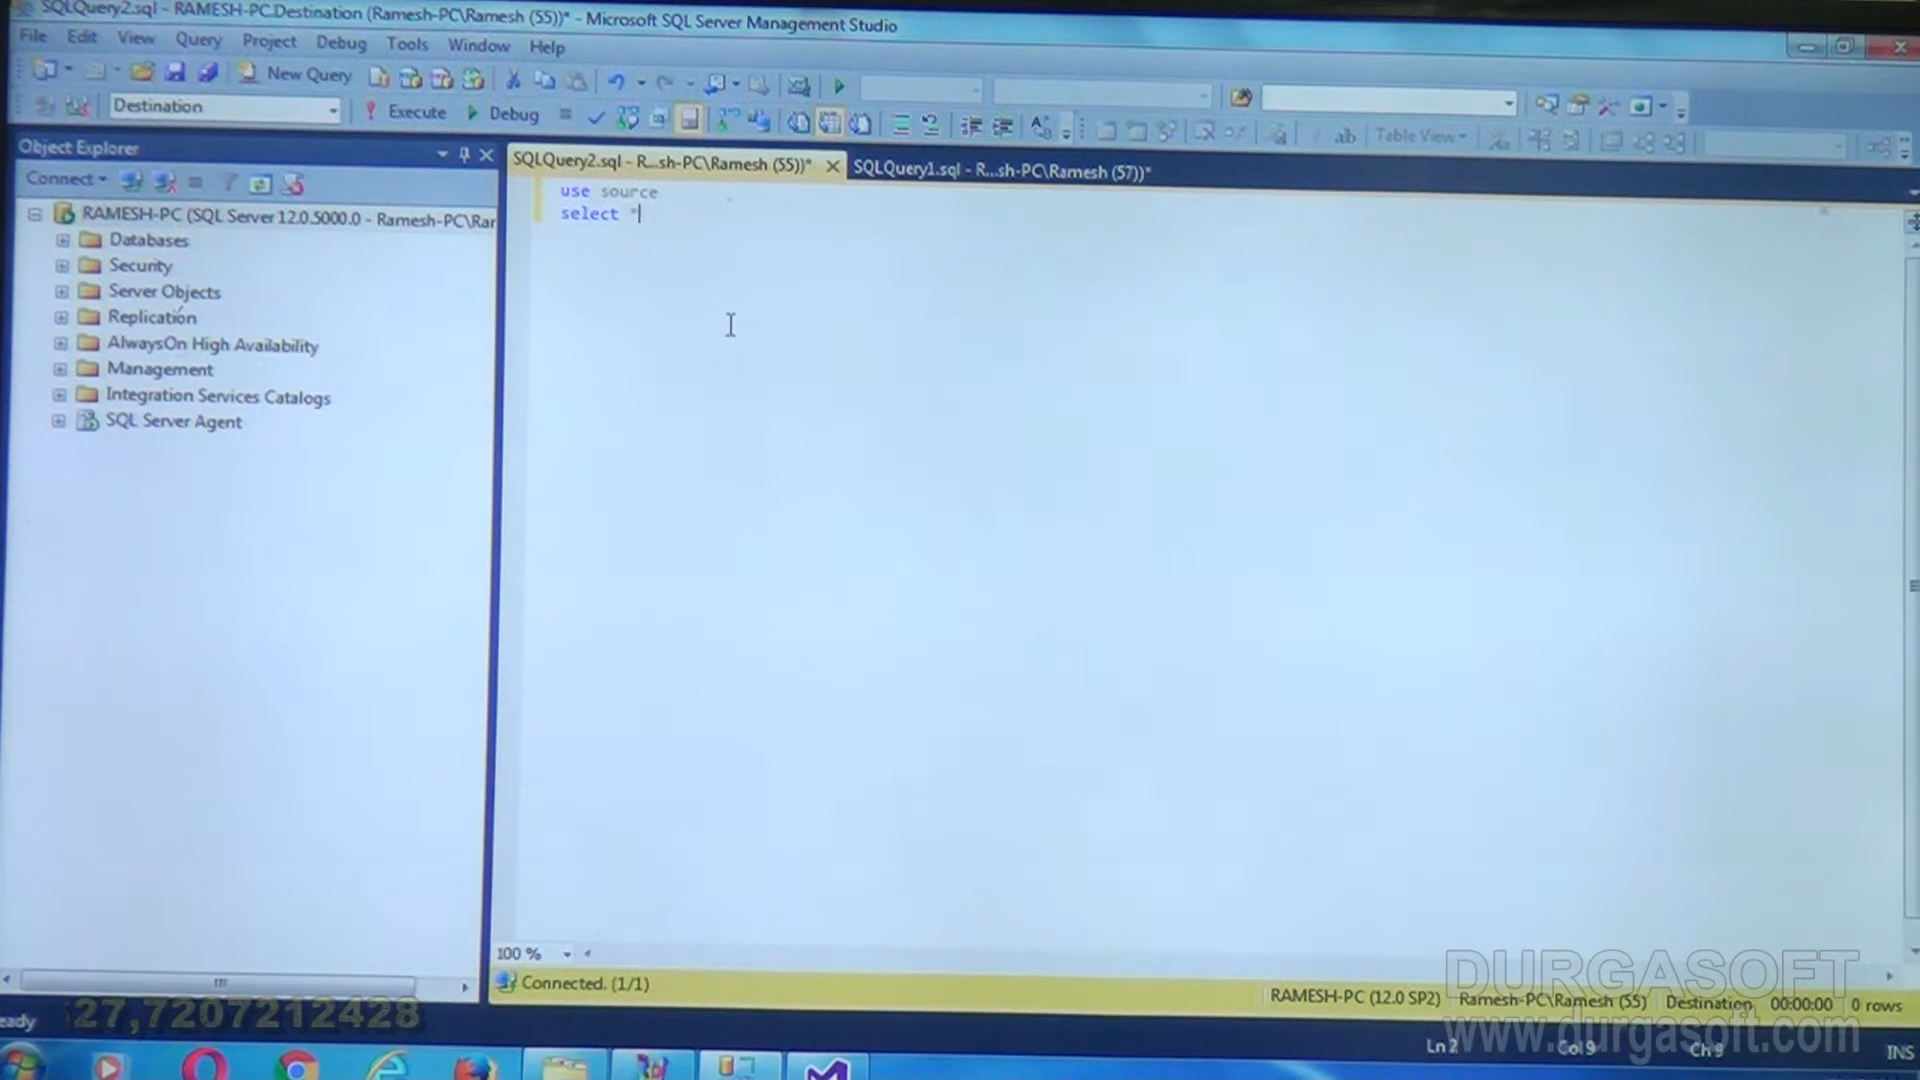 SQLQuery2.sql - RAMESH-PC.Destination (Ramesh-PC\Ramesh (55))* - Microsoft SQL Server Management Studio
File Edit View Query Project Debug Tools Window Help
New Query
Destination
Execute
Debug
ab Table View
Object Explorer
SQLQuery2.sql - R...sh-PC\Ramesh (55))*
SQLQuery1.sql - R...sh-PC\Ramesh (57))*
Connect
use source
select *
RAMESH-PC (SQL Server 12.0.5000.0 - Ramesh-PC\Rar
Databases
Security
Server Objects
Replication
AlwaysOn High Availability
Management
Integration Services Catalogs
SQL Server Agent
100 %
Connected. (1/1)
RAMESH-PC (12.0 SP2) Ramesh-PC\Ramesh (55) Destination 00:00:00 0 rows
DURGASOFT
www.durgasoft.com
eady
27,7207212428
Ln 2 Col 9 Ch 9 INS